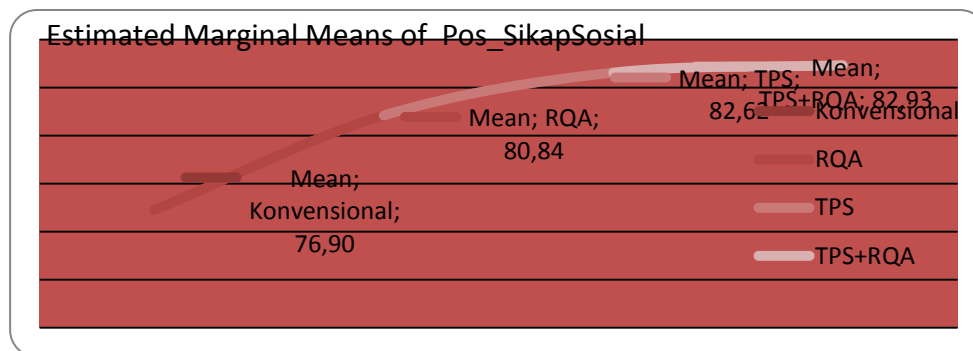 Estimated Marginal Means of Pos_SikapSosial
Mean;
Konvensional;
76,90
Mean; RQA;
80,84
Mean; TPS;
82,62
Mean;
TPS+RQA; 82,93
Konvensional
RQA
TPS
TPS+RQA